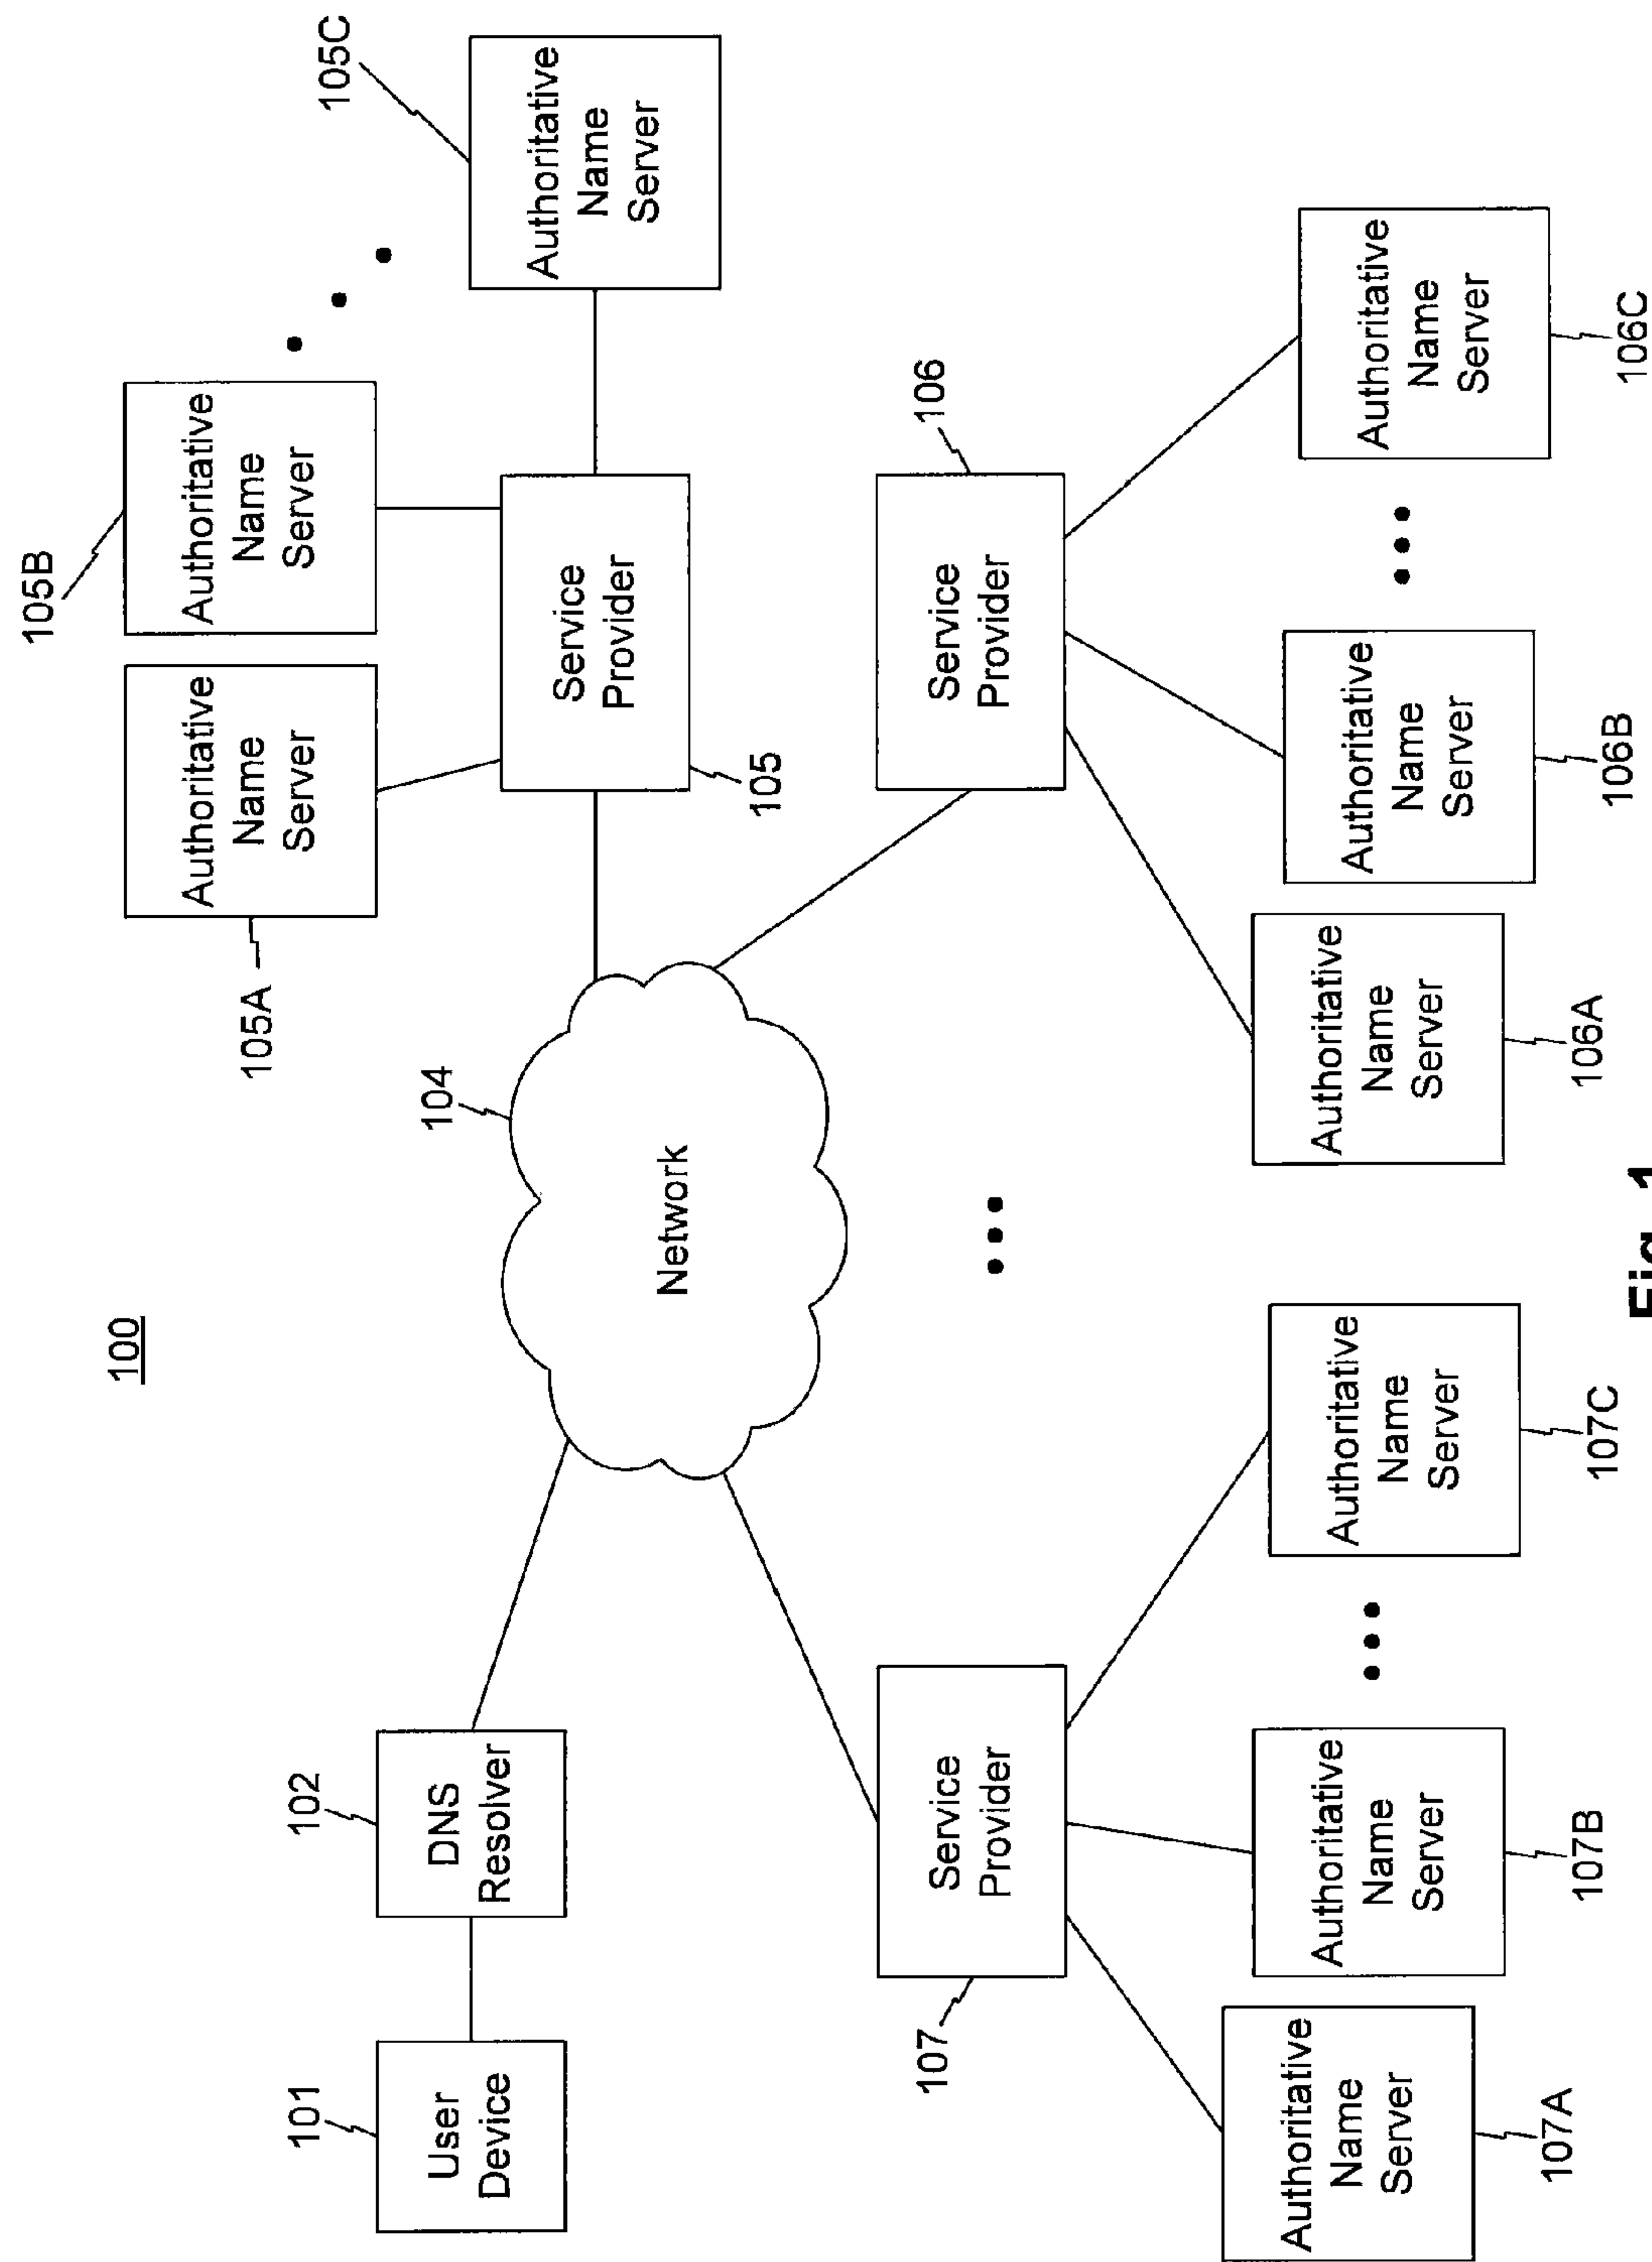 100
105B
105A
Authoritative
Name
Server
Authoritative
Name
Server
105C
Authoritative
Name
Server
101
User
Device
102
DNS
Resolver
104
Network
Service
Provider
105
107
Service
Provider
106
Service
Provider
Authoritative
Name
Server
107A
Authoritative
Name
Server
107B
Authoritative
Name
Server
107C
Authoritative
Name
Server
106A
Authoritative
Name
Server
106B
Authoritative
Name
Server
106C
Fig. 1